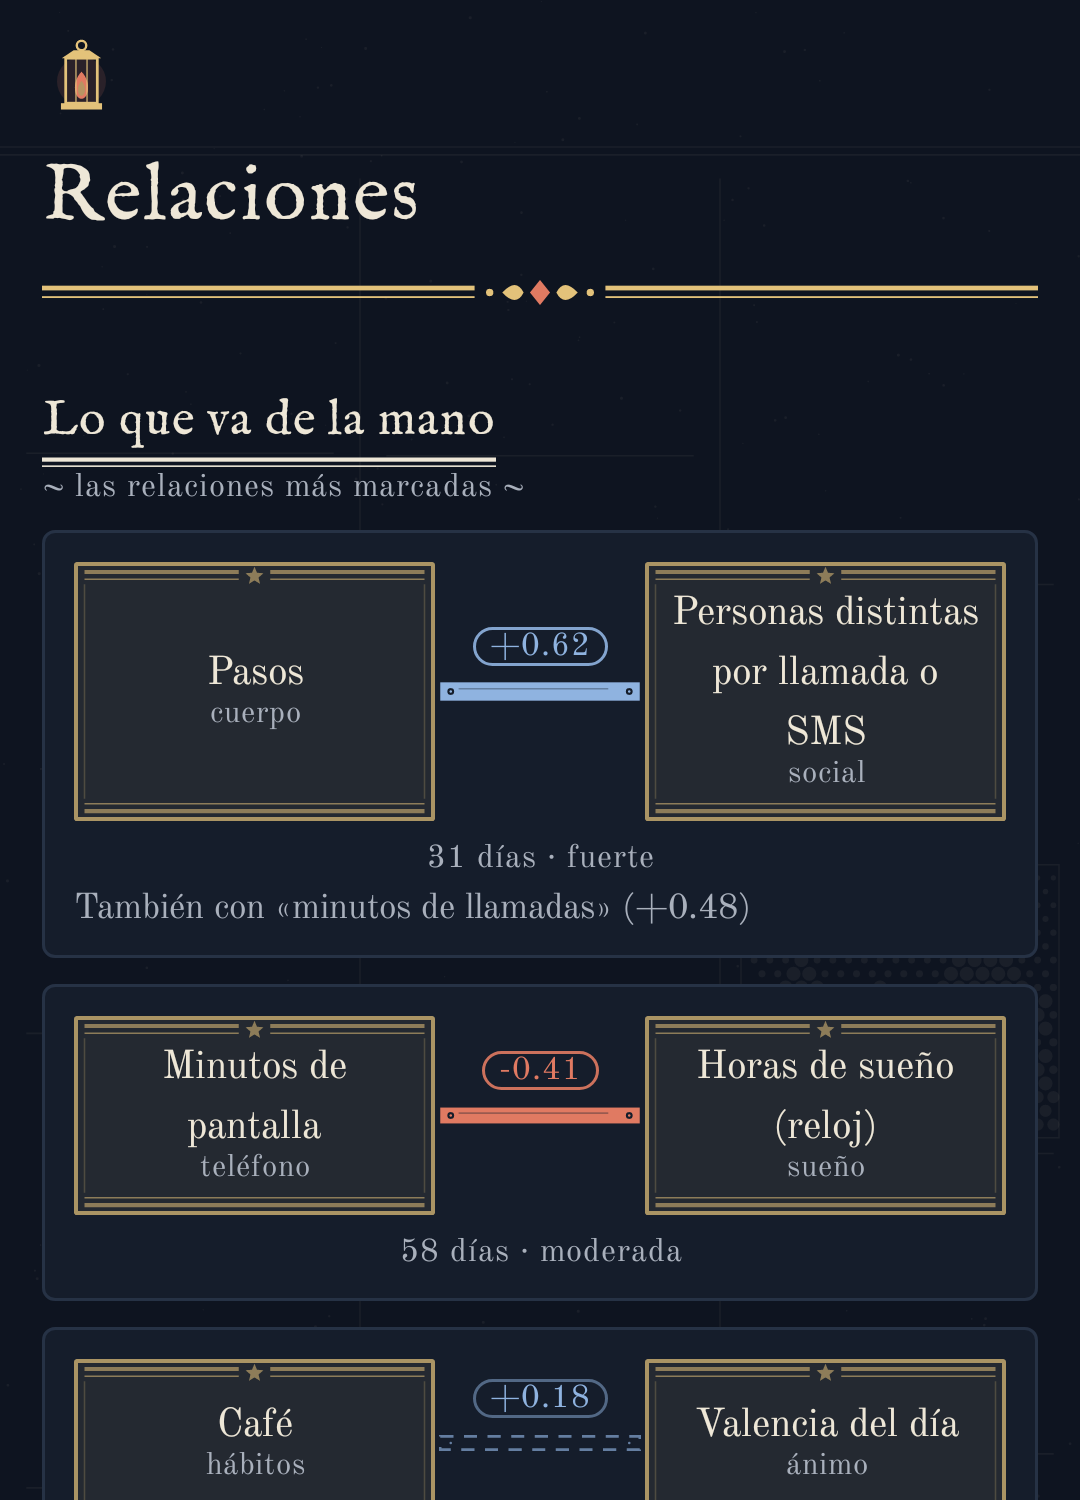 Relaciones
Lo que va de la mano
~ las relaciones más marcadas ~
Pasos
cuerpo
+0.62
Personas distintas
por llamada o
SMS
social
31 días · fuerte
También con «minutos de llamadas» (+0.48)
Minutos de
pantalla
teléfono
-0.41
Horas de sueño
(reloj)
sueño
58 días · moderada
Café
hábitos
+0.18
Valencia del día
ánimo